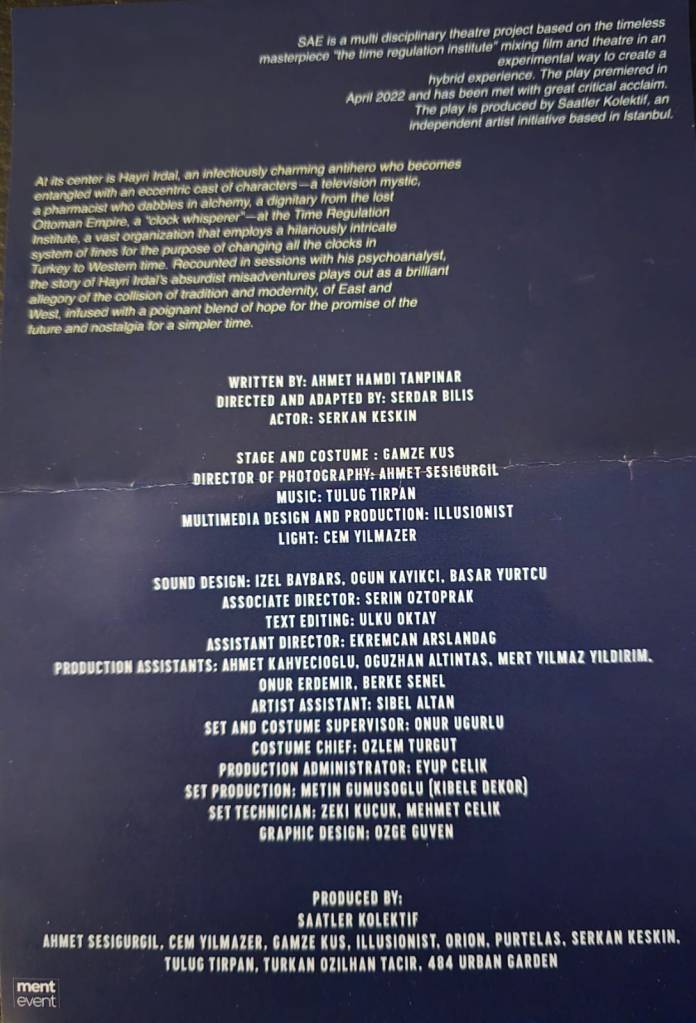 SAE is a multi disciplinary theatre project based on the timeless
masterpiece "the time regulation institute" mixing film and theatre in an
experimental way to create a
hybrid experience. The play premiered in
April 2022 and has been met with great critical acclaim.
The play is produced by Saatler Kolektif, an
independent artist initiative based in Istanbul.
At its center is Hayri Irdal, an infectiously charming antihero who becomes
entangled with an eccentric cast of characters—a television mystic,
a pharmacist who dabbles in alchemy, a dignitary from the lost
Ottoman Empire, a "clock whisperer"—at the Time Regulation
Institute, a vast organization that employs a hilariously intricate
system of fines for the purpose of changing all the clocks in
Turkey to Western time. Recounted in sessions with his psychoanalyst,
the story of Hayri Irdal's absurdist misadventures plays out as a brilliant
allegory of the collision of tradition and modernity, of East and
West, infused with a poignant blend of hope for the promise of the
future and nostalgia for a simpler time.
WRITTEN BY: AHMET HAMDI TANPINAR
DIRECTED AND ADAPTED BY: SERDAR BILIS
ACTOR: SERKAN KESKIN
STAGE AND COSTUME : GAMZE KUS
DIRECTOR OF PHOTOGRAPHY: AHMET SESIGURGIL
MUSIC: TULUG TIRPAN
MULTIMEDIA DESIGN AND PRODUCTION: ILLUSIONIST
LIGHT: CEM YILMAZER
SOUND DESIGN: IZEL BAYBARS, OGUN KAYIKCI, BASAR YURTCU
ASSOCIATE DIRECTOR: SERIN OZTOPRAK
TEXT EDITING: ULKU OKTAY
ASSISTANT DIRECTOR: EKREMCAN ARSLANDAG
PRODUCTION ASSISTANTS: AHMET KAHVECIOGLU, OGUZHAN ALTINTAS, MERT YILMAZ YILDIRIM,
ONUR ERDEMIR, BERKE SENEL
ARTIST ASSISTANT: SIBEL ALTAN
SET AND COSTUME SUPERVISOR: ONUR UGURLU
COSTUME CHIEF: OZLEM TURGUT
PRODUCTION ADMINISTRATOR: EYUP CELIK
SET PRODUCTION: METIN GUMUSOGLU (KIBELE DEKOR)
SET TECHNICIAN: ZEKI KUCUK, MEHMET CELIK
GRAPHIC DESIGN: OZGE GUVEN
PRODUCED BY:
SAATLER KOLEKTIF
AHMET SESIGURGIL, CEM YILMAZER, GAMZE KUS, ILLUSIONIST, ORION, PURTELAS, SERKAN KESKIN,
TULUG TIRPAN, TURKAN OZILHAN TACIR, 484 URBAN GARDEN
ment
event